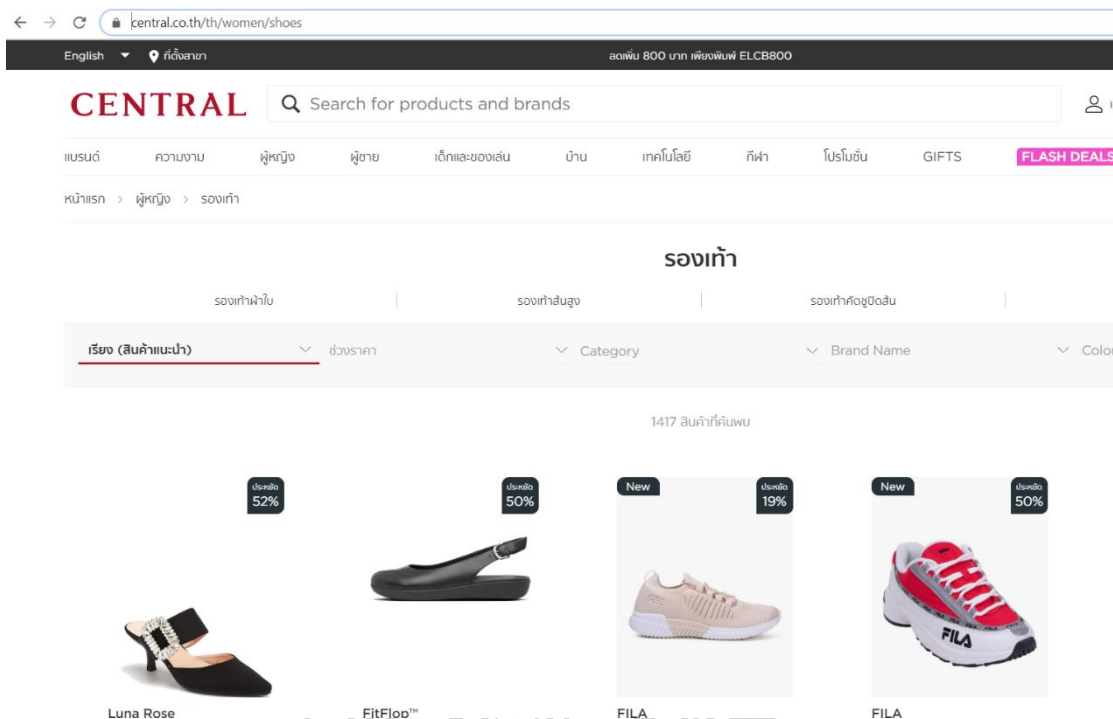 central.co.th/th/women/shoes
English ที่ตั้งสาขา ลดเพิ่ม 800 บาท เพียงพิมพ์ ELCB800
CENTRAL Search for products and brands
แบรนด์ ความงาม ผู้หญิง ผู้ชาย เด็กและของเล่น บ้าน เทคโนโลยี กีฬา โปรโมชั่น GIFTS FLASH DEALS
หน้าแรก > ผู้หญิง > รองเท้า
รองเท้า
รองเท้าผ้าใบ รองเท้าส้นสูง รองเท้าคัตชูปิดส้น
เรียง (สินค้าแนะนำ) ช่วงราคา Category Brand Name Color
1417 สินค้าที่ค้นพบ
ประหยัด ประหยัด New ประหยัด New ประหยัด
52% 50% 19% 50%
FILA
Luna Rose FitFlop™ FILA FILA